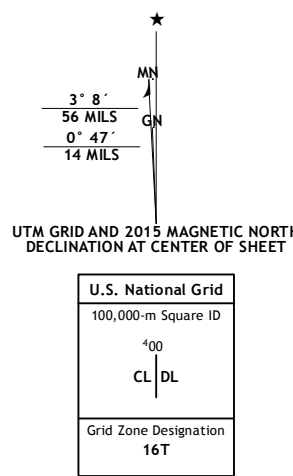 ★
MN
3° 8´
56 MILS
GN
0° 47´
14 MILS
UTM GRID AND 2015 MAGNETIC NORTH
DECLINATION AT CENTER OF SHEET
U.S. National Grid
100,000-m Square ID
⁴00
CL DL
Grid Zone Designation
16T